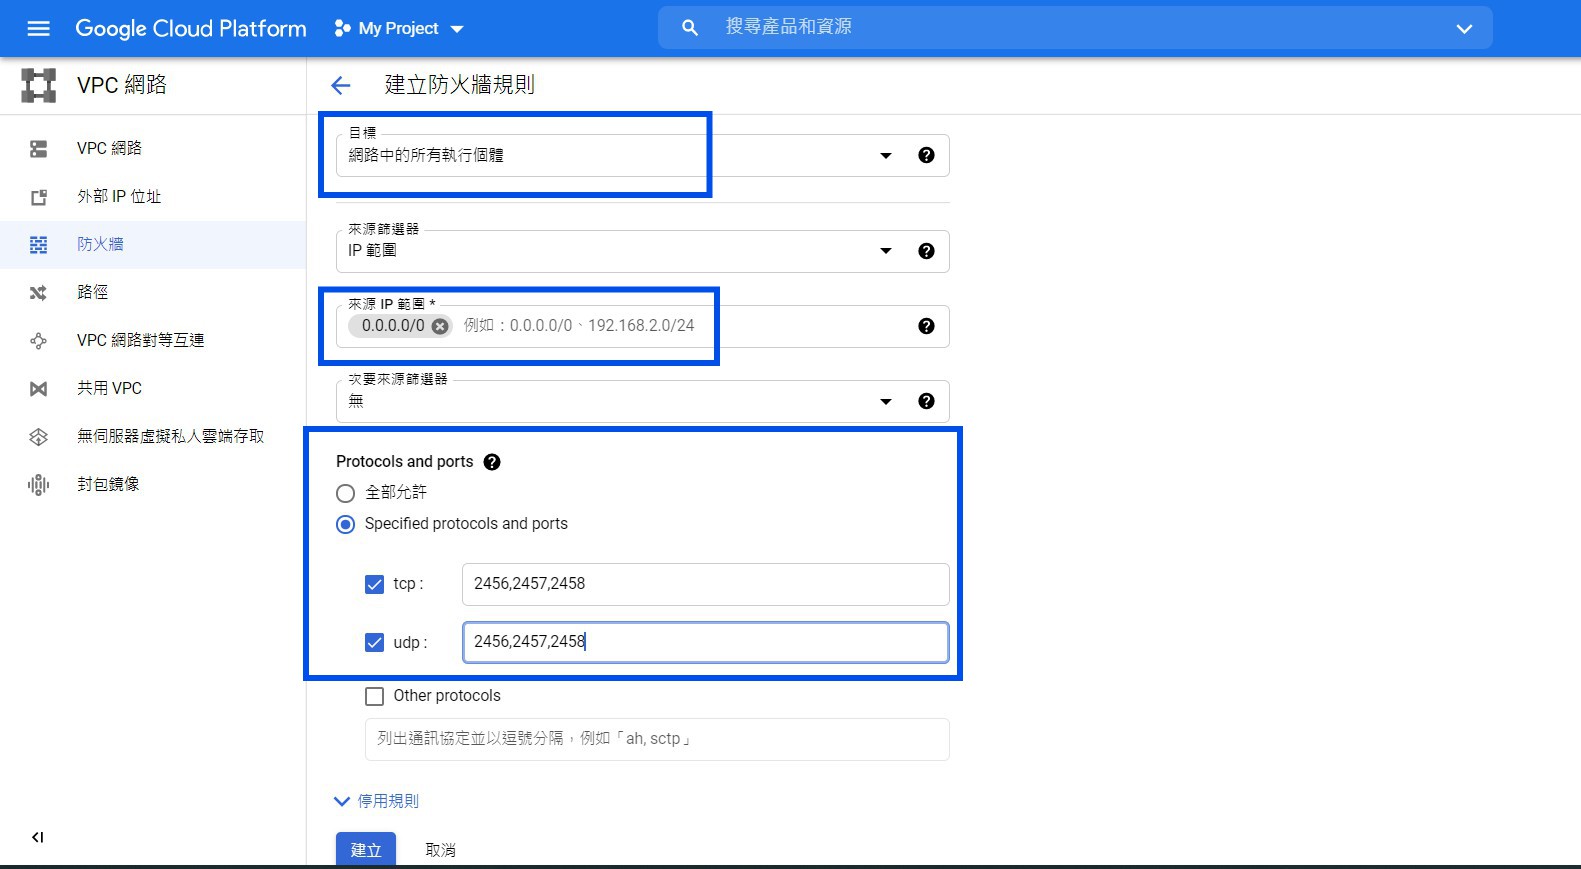 Google Cloud Platform
My Project
搜尋產品和資源
VPC 網路
VPC 網路
外部 IP 位址
防火牆
路徑
VPC 網路對等互連
共用 VPC
無伺服器虛擬私人雲端存取
封包鏡像
建立防火牆規則
目標
網路中的所有執行個體
來源篩選器
IP 範圍
來源 IP 範圍 *
0.0.0.0/0 例如：0.0.0.0/0、192.168.2.0/24
次要來源篩選器
無
Protocols and ports
全部允許
Specified protocols and ports
tcp : 2456,2457,2458
udp : 2456,2457,2458
Other protocols
列出通訊協定並以逗號分隔，例如「ah, sctp」
停用規則
建立 取消